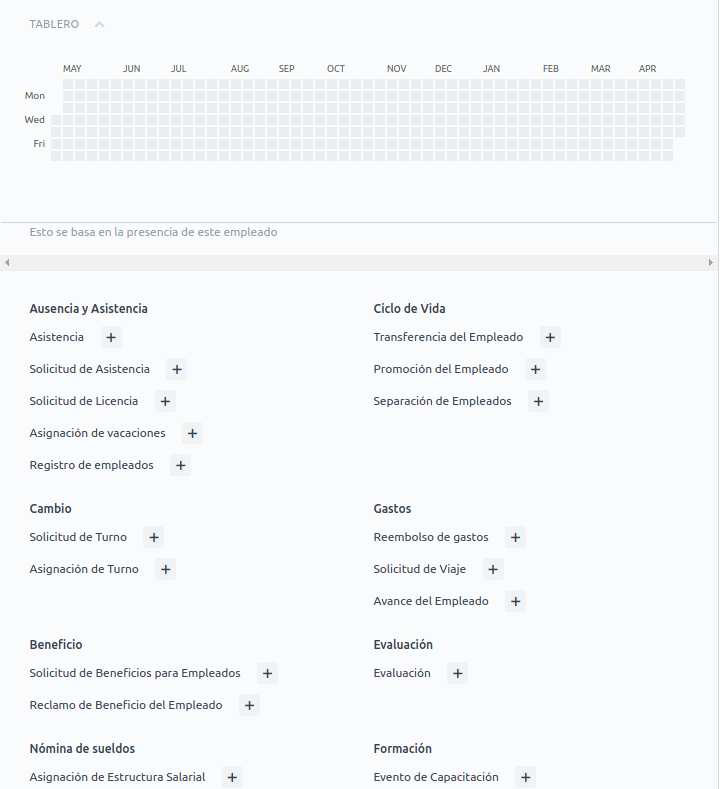 TABLERO
MAY JUN JUL AUG SEP OCT NOV DEC JAN FEB MAR APR
Mon
Wed
Fri
Esto se basa en la presencia de este empleado
Ausencia y Asistencia
Asistencia +
Solicitud de Asistencia +
Solicitud de Licencia +
Asignación de vacaciones +
Registro de empleados +
Ciclo de Vida
Transferencia del Empleado +
Promoción del Empleado +
Separación de Empleados +
Cambio
Solicitud de Turno +
Asignación de Turno +
Gastos
Reembolso de gastos +
Solicitud de Viaje +
Avance del Empleado +
Beneficio
Solicitud de Beneficios para Empleados +
Reclamo de Beneficio del Empleado +
Evaluación
Evaluación +
Nómina de sueldos
Asignación de Estructura Salarial +
Formación
Evento de Capacitación +